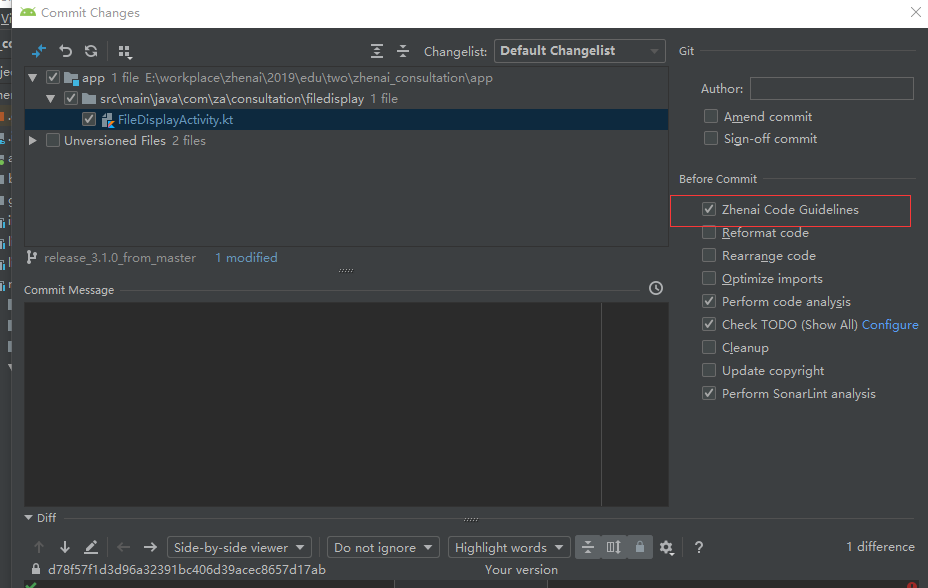 Commit Changes
Changelist: Default Changelist
Git
app 1 file E:\workplace\zhenai\2019\edu\two\zhenai_consultation\app
src\main\java\com\za\consultation\filedisplay 1 file
FileDisplayActivity.kt
Unversioned Files 2 files
Author:
Amend commit
Sign-off commit
Before Commit
Zhenai Code Guidelines
Reformat code
Rearrange code
Optimize imports
Perform code analysis
Check TODO (Show All) Configure
Cleanup
Update copyright
Perform SonarLint analysis
release_3.1.0_from_master 1 modified
Commit Message
Diff
Side-by-side viewer
Do not ignore
Highlight words
?
1 difference
d78f57f1d3d96a32391bc406d39acec8657d17ab
Your version